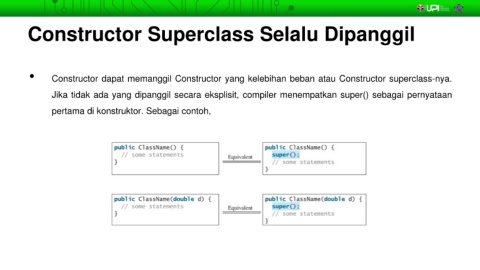 UPI
Constructor Superclass Selalu Dipanggil
• Constructor dapat memanggil Constructor yang kelebihan beban atau Constructor superclass-nya.
Jika tidak ada yang dipanggil secara eksplisit, compiler menempatkan super() sebagai pernyataan
pertama di konstruktor. Sebagai contoh,
public ClassName() {
// some statements
}
Equivalent
public ClassName() {
super();
// some statements
}
public ClassName(double d) {
// some statements
}
Equivalent
public ClassName(double d) {
super();
// some statements
}